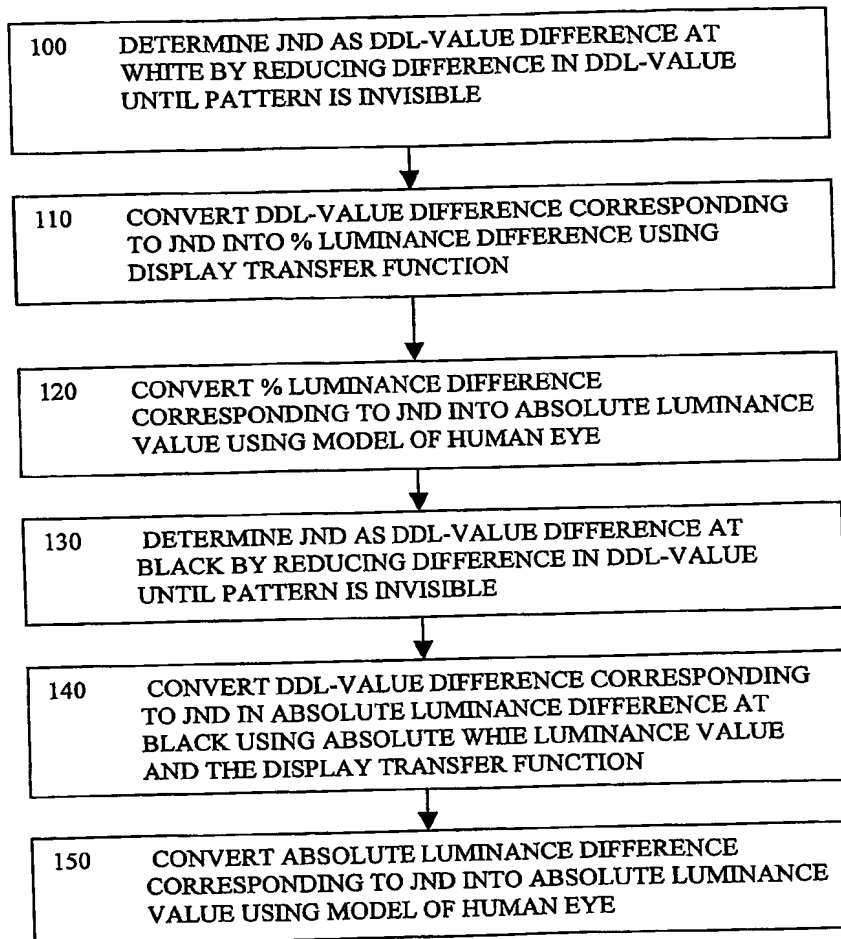 100 DETERMINE JND AS DDL-VALUE DIFFERENCE AT
WHITE BY REDUCING DIFFERENCE IN DDL-VALUE
UNTIL PATTERN IS INVISIBLE
110 CONVERT DDL-VALUE DIFFERENCE CORRESPONDING
TO JND INTO % LUMINANCE DIFFERENCE USING
DISPLAY TRANSFER FUNCTION
120 CONVERT % LUMINANCE DIFFERENCE
CORRESPONDING TO JND INTO ABSOLUTE LUMINANCE
VALUE USING MODEL OF HUMAN EYE
130 DETERMINE JND AS DDL-VALUE DIFFERENCE AT
BLACK BY REDUCING DIFFERENCE IN DDL-VALUE
UNTIL PATTERN IS INVISIBLE
140 CONVERT DDL-VALUE DIFFERENCE CORRESPONDING
TO JND IN ABSOLUTE LUMINANCE DIFFERENCE AT
BLACK USING ABSOLUTE WHIE LUMINANCE VALUE
AND THE DISPLAY TRANSFER FUNCTION
150 CONVERT ABSOLUTE LUMINANCE DIFFERENCE
CORRESPONDING TO JND INTO ABSOLUTE LUMINANCE
VALUE USING MODEL OF HUMAN EYE